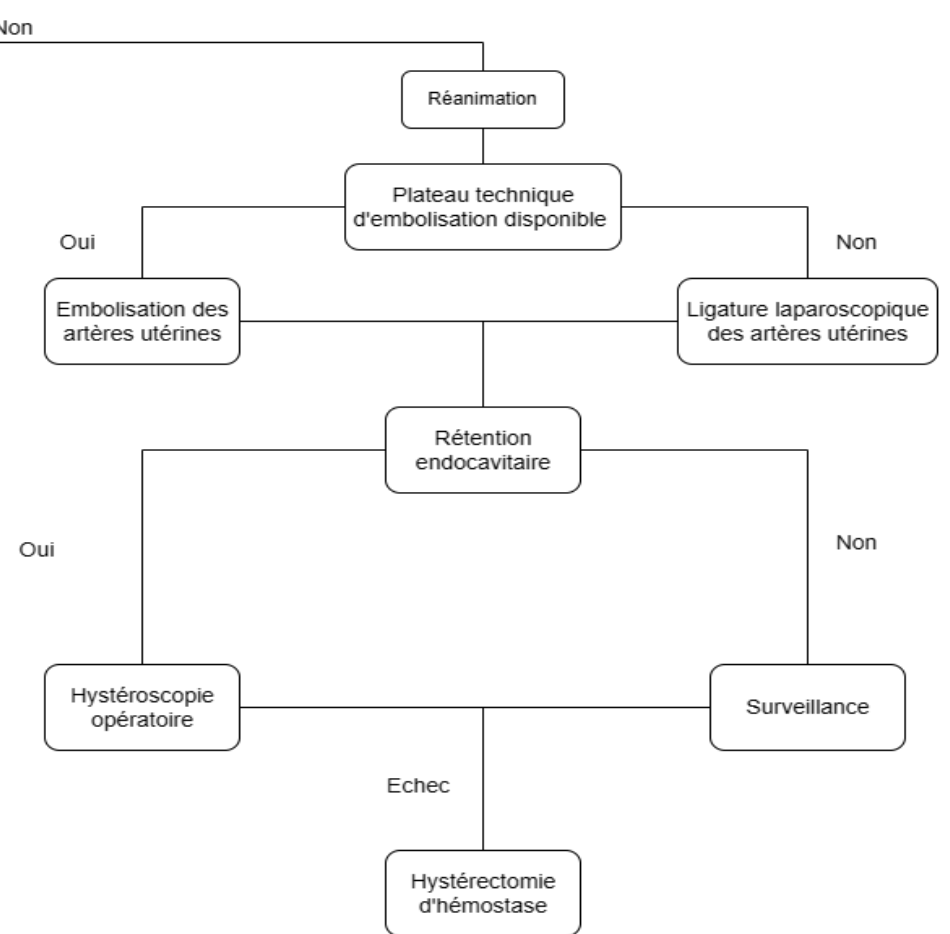 Non
Réanimation
Plateau technique
d'embolisation disponible
Oui
Non
Embolisation des
artères utérines
Ligature laparoscopique
des artères utérines
Rétention
endocavitaire
Oui
Non
Hystéroscopie
opératoire
Surveillance
Echec
Hystérectomie
d'hémostase